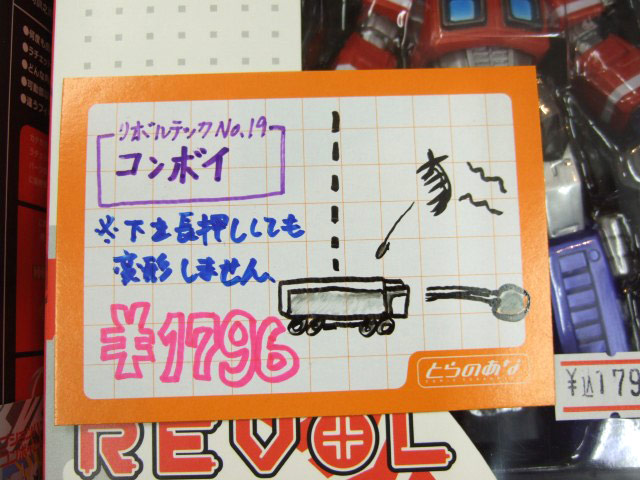 リボルテックNo.19
コンボイ
※下を長押ししても
変形しません、
¥1796
とらのあな
¥込179
REVOL